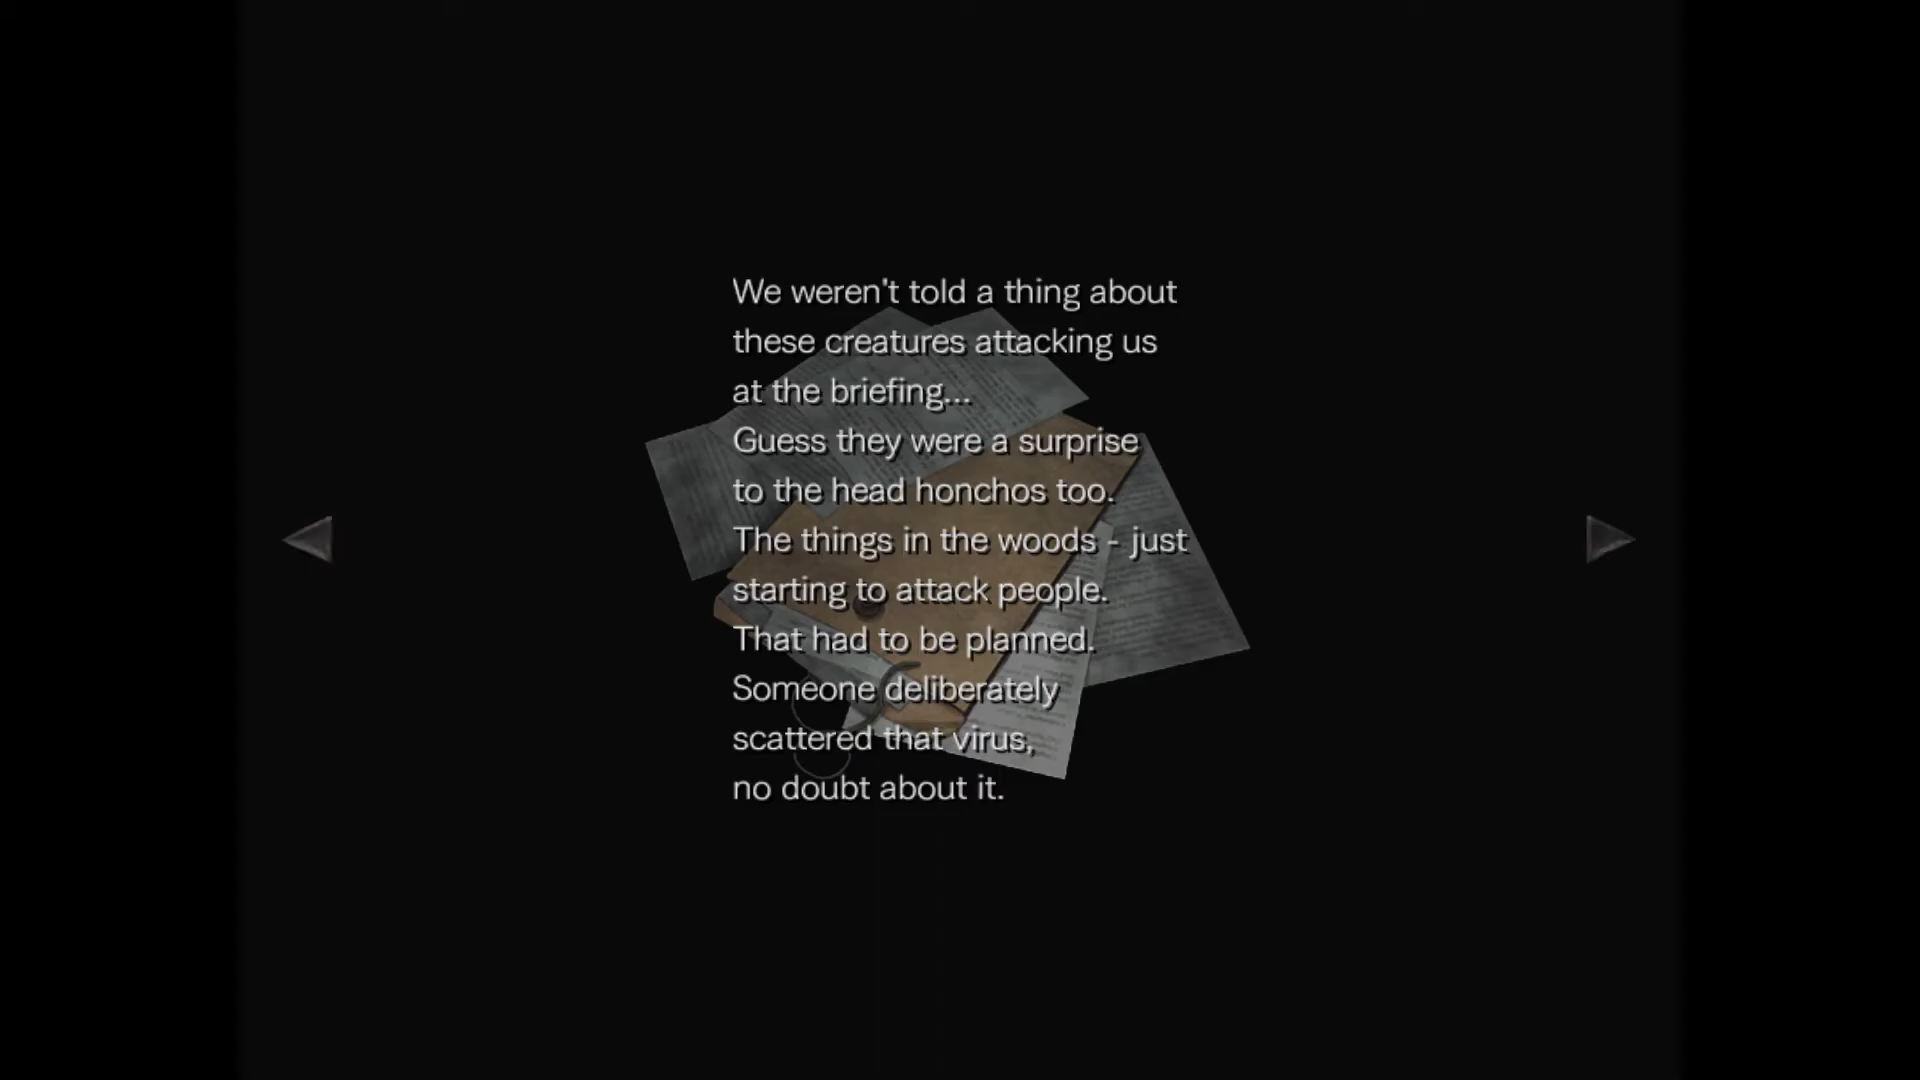 We weren't told a thing about
these creatures attacking us
at the briefing...
Guess they were a surprise
to the head honchos too.
The things in the woods - just
starting to attack people.
That had to be planned.
Someone deliberately
scattered that virus,
no doubt about it.